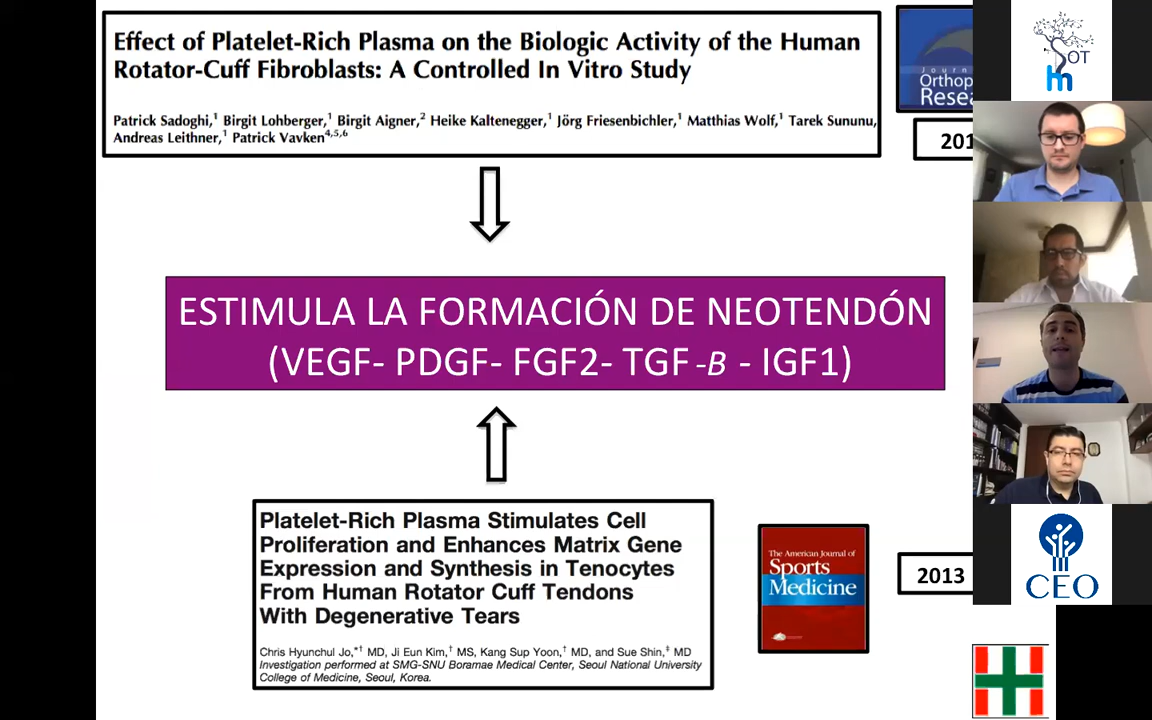 Effect of Platelet-Rich Plasma on the Biologic Activity of the Human
Rotator-Cuff Fibroblasts: A Controlled In Vitro Study
Patrick Sadoghi,¹ Birgit Lohberger,¹ Birgit Aigner,² Heike Kaltenegger,¹ Jörg Friesenbichler,¹ Matthias Wolf,¹ Tarek Sununu,
Andreas Leithner,¹ Patrick Vavken⁴,⁵,⁶
Journal
Orthop
Resea
201
OT
hm
ESTIMULA LA FORMACIÓN DE NEOTENDÓN
(VEGF- PDGF- FGF2- TGF -B - IGF1)
Platelet-Rich Plasma Stimulates Cell
Proliferation and Enhances Matrix Gene
Expression and Synthesis in Tenocytes
From Human Rotator Cuff Tendons
With Degenerative Tears
Chris Hyunchul Jo,*† MD, Ji Eun Kim,† MS, Kang Sup Yoon,† MD, and Sue Shin,‡ MD
Investigation performed at SMG-SNU Boramae Medical Center, Seoul National University
College of Medicine, Seoul, Korea.
The American Journal of
Sports
Medicine
2013
CEO